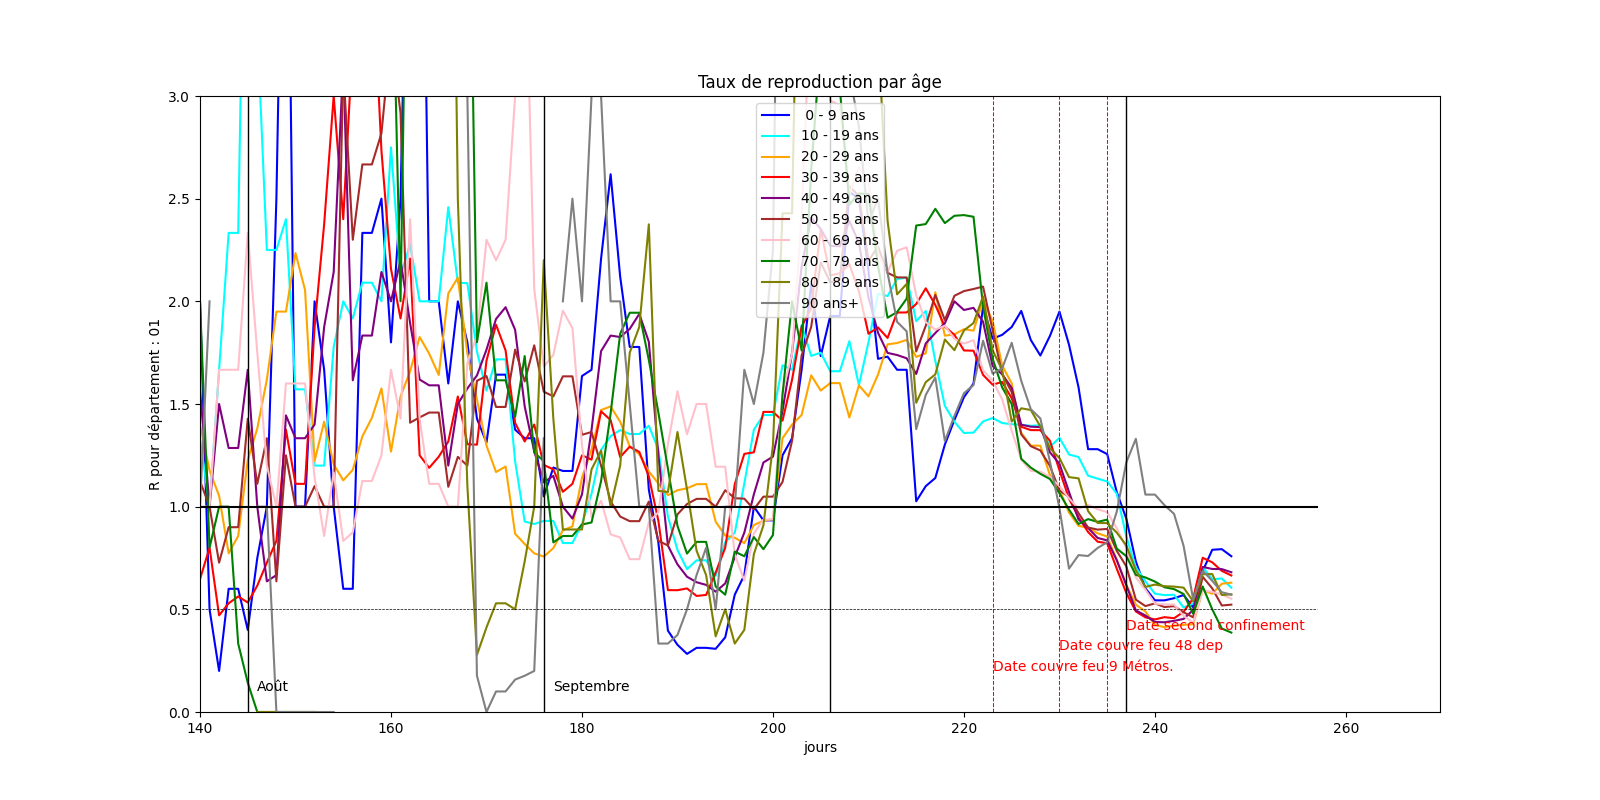 Taux de reproduction par âge
R pour département : 01
3.0
2.5
2.0
1.5
1.0
0.5
0.0
0 - 9 ans
10 - 19 ans
20 - 29 ans
30 - 39 ans
40 - 49 ans
50 - 59 ans
60 - 69 ans
70 - 79 ans
80 - 89 ans
90 ans+
Date second confinement
Date couvre feu 48 dep
Date couvre feu 9 Métros.
Août
Septembre
140 160 180 200 220 240 260
jours